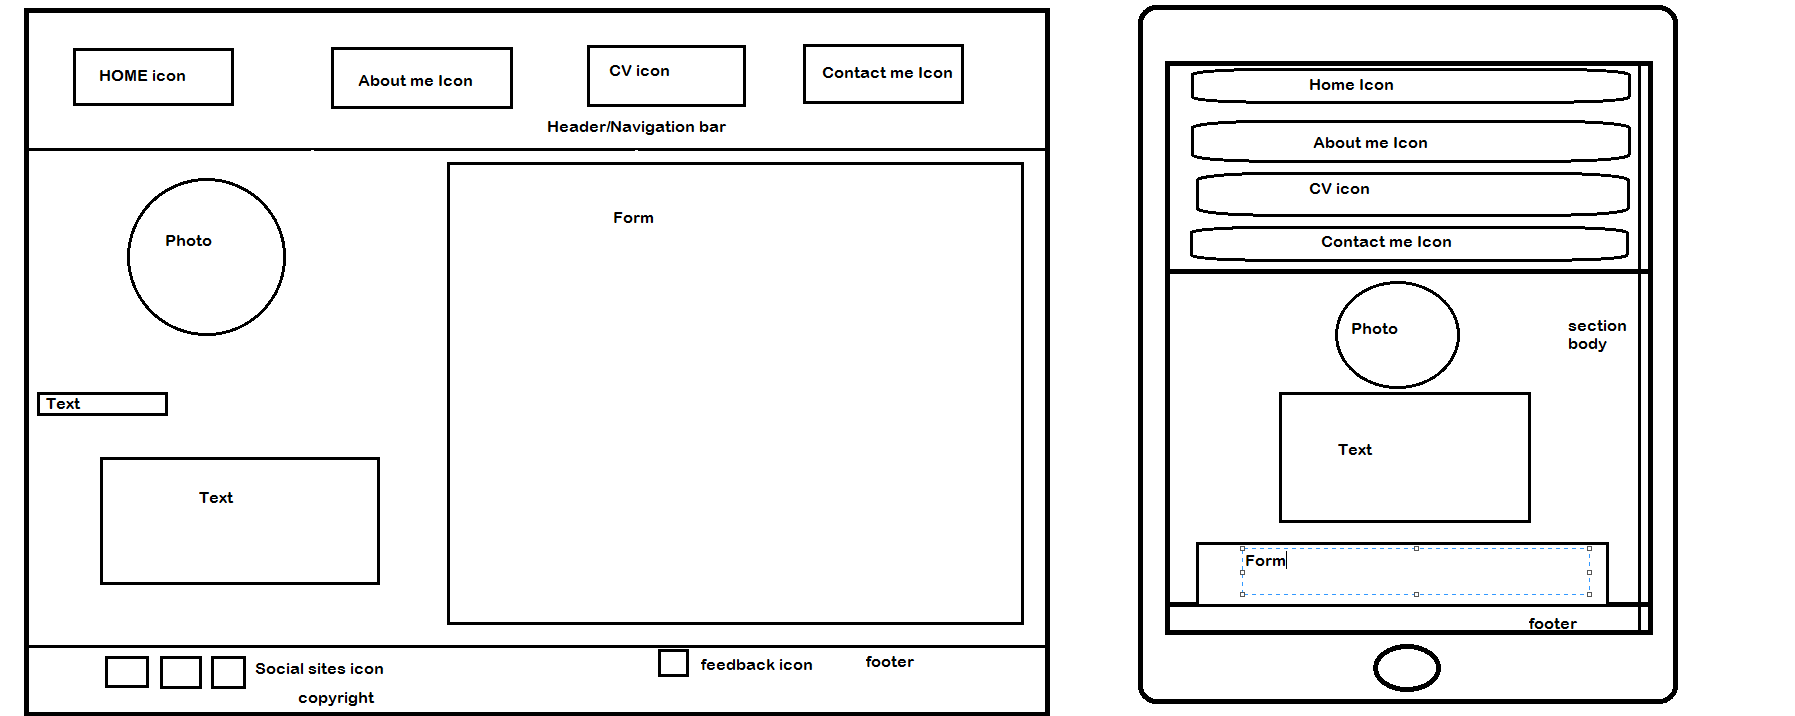 HOME icon
About me Icon
CV icon
Contact me Icon
Header/Navigation bar
Photo
Form
Text
Text
Social sites icon
copyright
feedback icon
footer
Home Icon
About me Icon
CV icon
Contact me Icon
Photo
section
body
Text
Form
footer